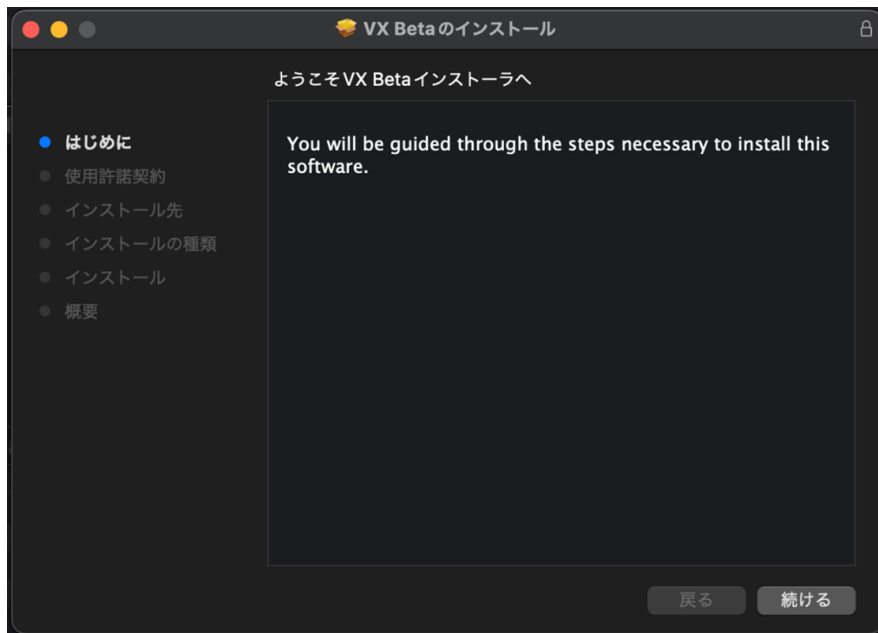 VX Betaのインストール
ようこそVX Betaインストーラへ
はじめに
使用許諾契約
インストール先
インストールの種類
インストール
概要
You will be guided through the steps necessary to install this
software.
戻る
続ける